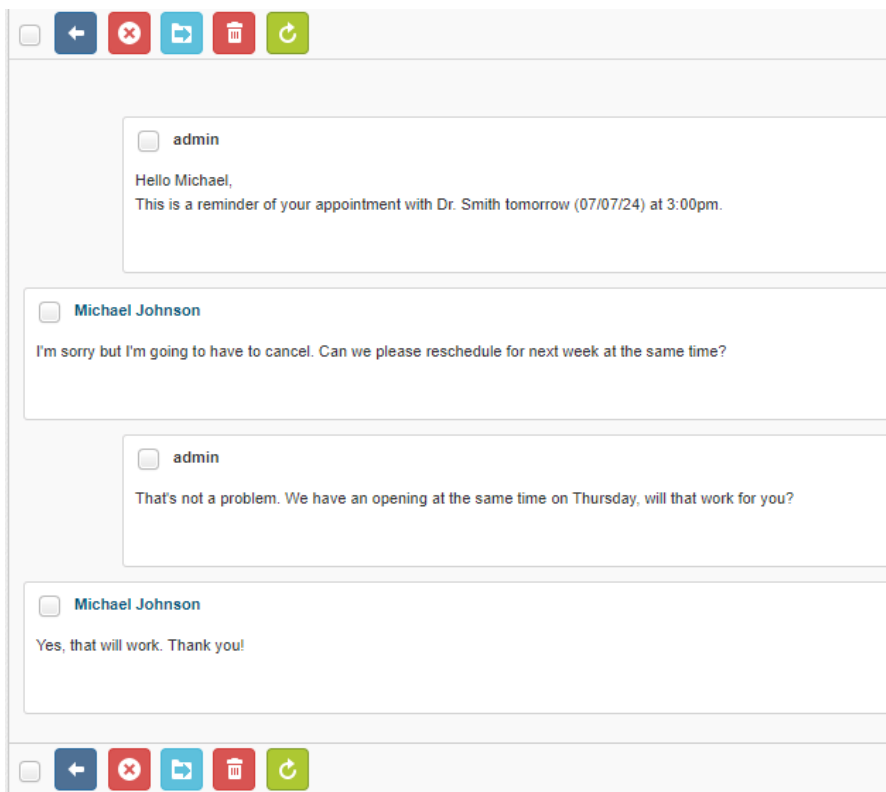 admin
Hello Michael,
This is a reminder of your appointment with Dr. Smith tomorrow (07/07/24) at 3:00pm.
Michael Johnson
I'm sorry but I'm going to have to cancel. Can we please reschedule for next week at the same time?
admin
That's not a problem. We have an opening at the same time on Thursday, will that work for you?
Michael Johnson
Yes, that will work. Thank you!